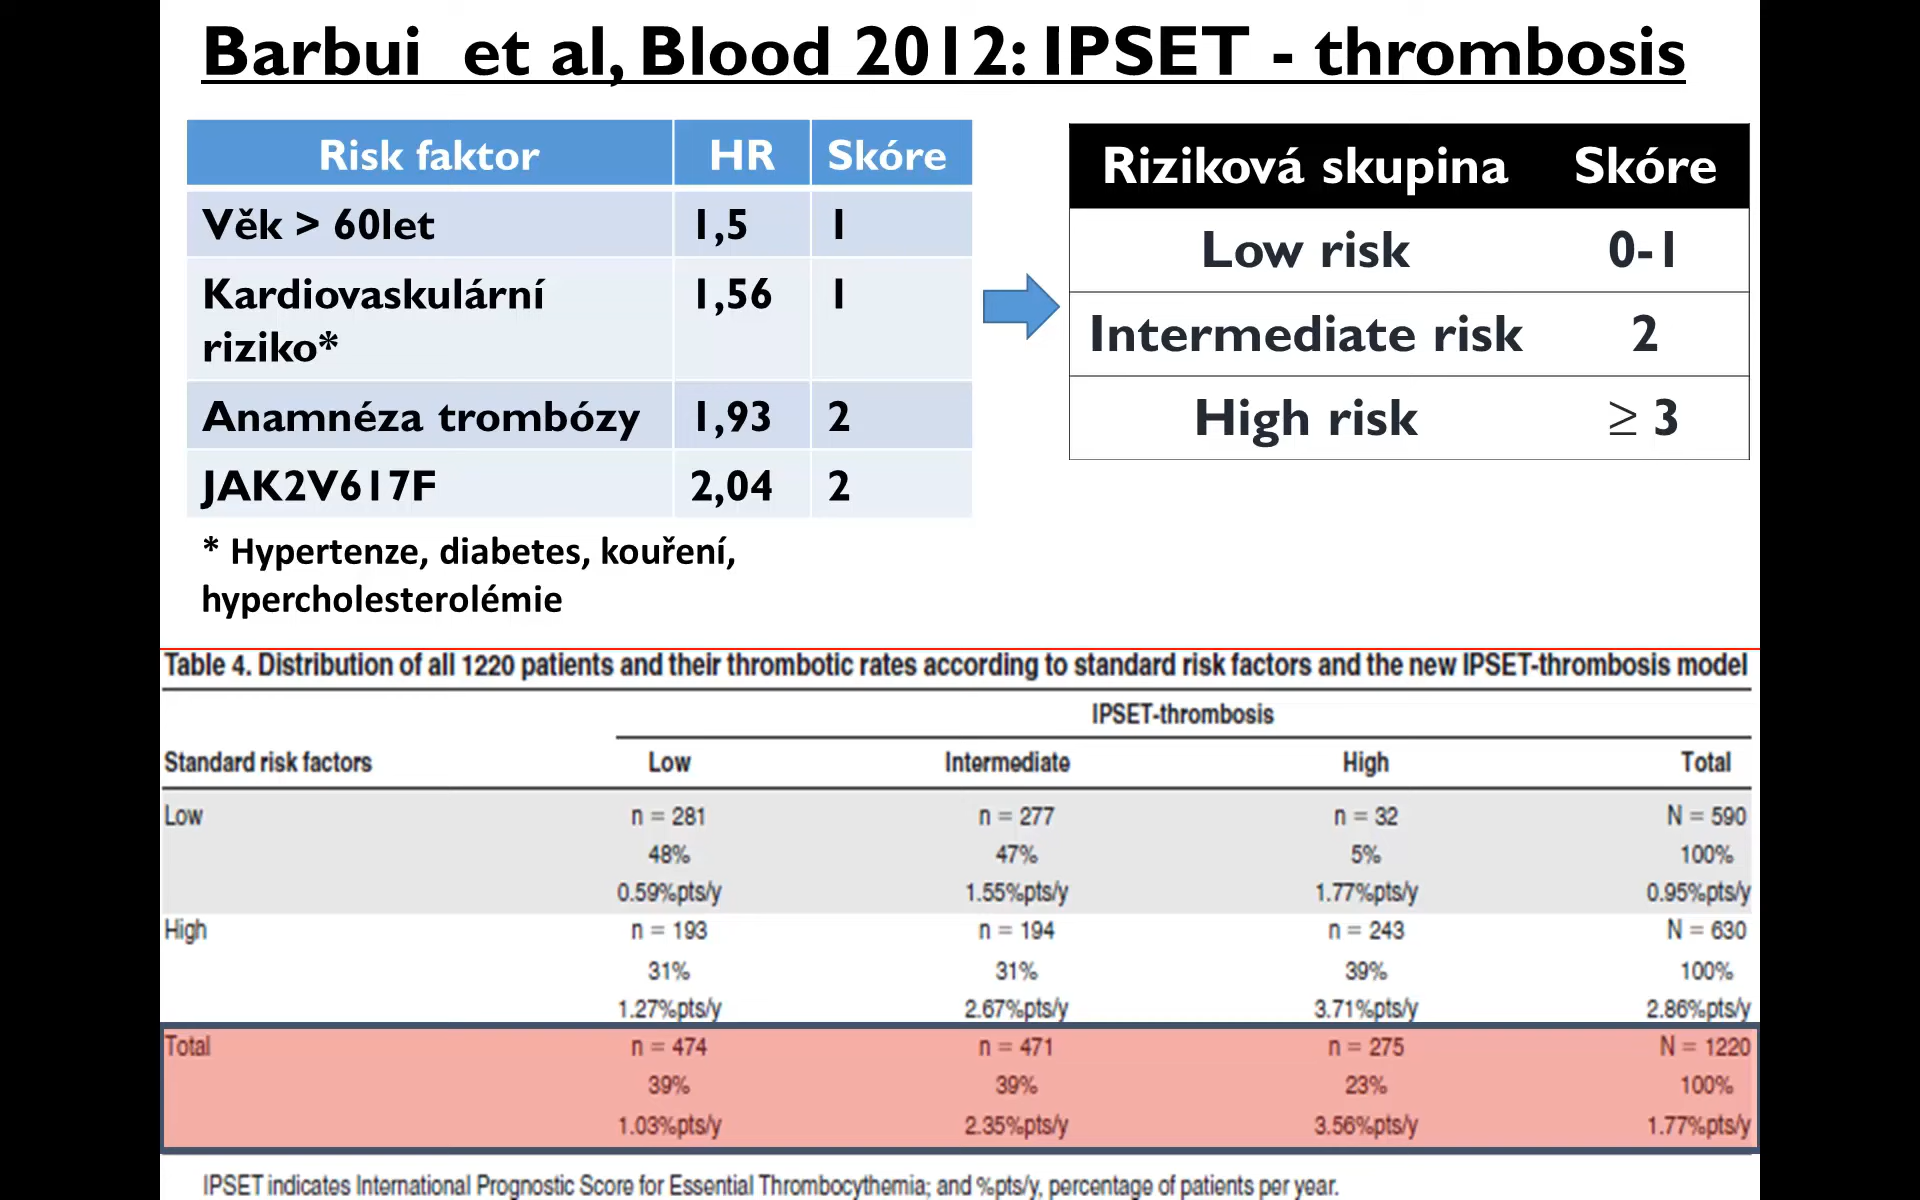 Barbui et al, Blood 2012: IPSET - thrombosis
Risk faktor HR Skóre
Věk > 60let 1,5 1
Kardiovaskulární riziko* 1,56 1
Anamnéza trombózy 1,93 2
JAK2V617F 2,04 2
* Hypertenze, diabetes, kouření,
hypercholesterolémie
Riziková skupina Skóre
Low risk 0-1
Intermediate risk 2
High risk ≥ 3
Table 4. Distribution of all 1220 patients and their thrombotic rates according to standard risk factors and the new IPSET-thrombosis model
IPSET-thrombosis
Standard risk factors Low Intermediate High Total
Low n = 281 n = 277 n = 32 N = 590
48% 47% 5% 100%
0.59%pts/y 1.55%pts/y 1.77%pts/y 0.95%pts/y
High n = 193 n = 194 n = 243 N = 630
31% 31% 39% 100%
1.27%pts/y 2.67%pts/y 3.71%pts/y 2.86%pts/y
Total n = 474 n = 471 n = 275 N = 1220
39% 39% 23% 100%
1.03%pts/y 2.35%pts/y 3.56%pts/y 1.77%pts/y
IPSET indicates International Prognostic Score for Essential Thrombocythemia; and %pts/y, percentage of patients per year.